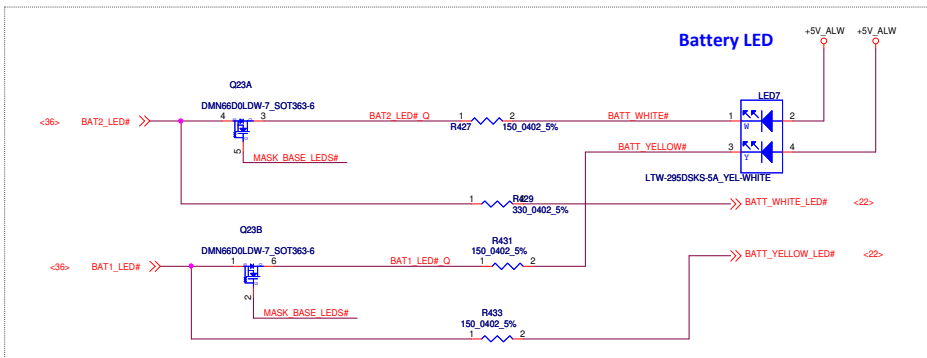 Battery LED
+5V_ALW +5V_ALW
Q23A
DMN66D0LDW-7_SOT363-6
LED7
<36> BAT2_LED# 4 3 BAT2_LED#_Q 1 2 BATT_WHITE# 1 W 2
R427 150_0402_5%
5 MASK_BASE_LEDS#
BATT_YELLOW# 3 Y 4
LTW-295DSKS-5A_YEL-WHITE
1 R429 2 BATT_WHITE_LED# <22>
330_0402_5%
Q23B
DMN66D0LDW-7_SOT363-6
R431
150_0402_5%
BATT_YELLOW_LED# <22>
<36> BAT1_LED# 1 6 BAT1_LED#_Q 1 2
2 MASK_BASE_LEDS#
R433
150_0402_5%
1 2